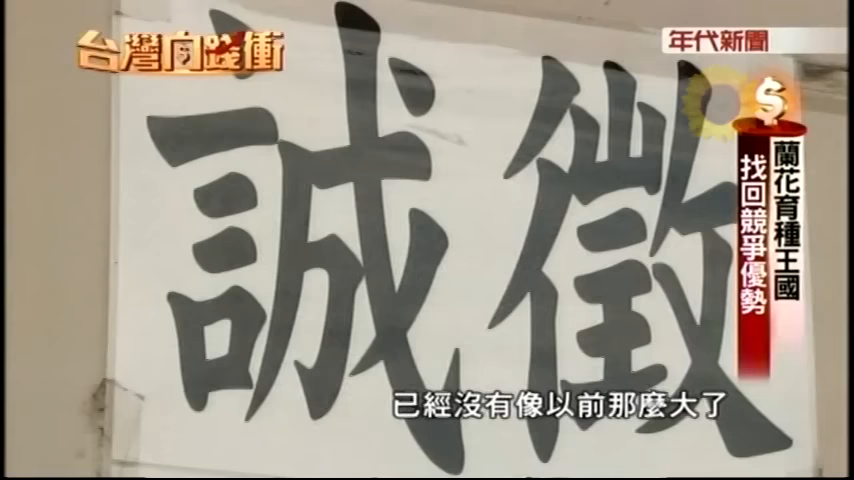 台灣向錢衝
年代新聞
$
蘭花育種王國
找回競爭優勢
誠徵
已經沒有像以前那麼大了